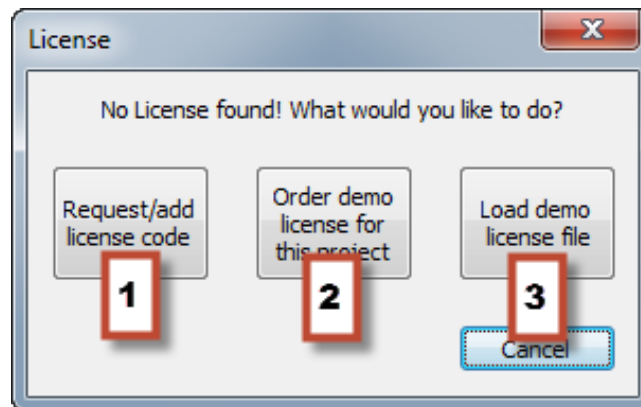 License
No License found! What would you like to do?
Request/add
license code
Order demo
license for
this project
Load demo
license file
1
2
3
Cancel